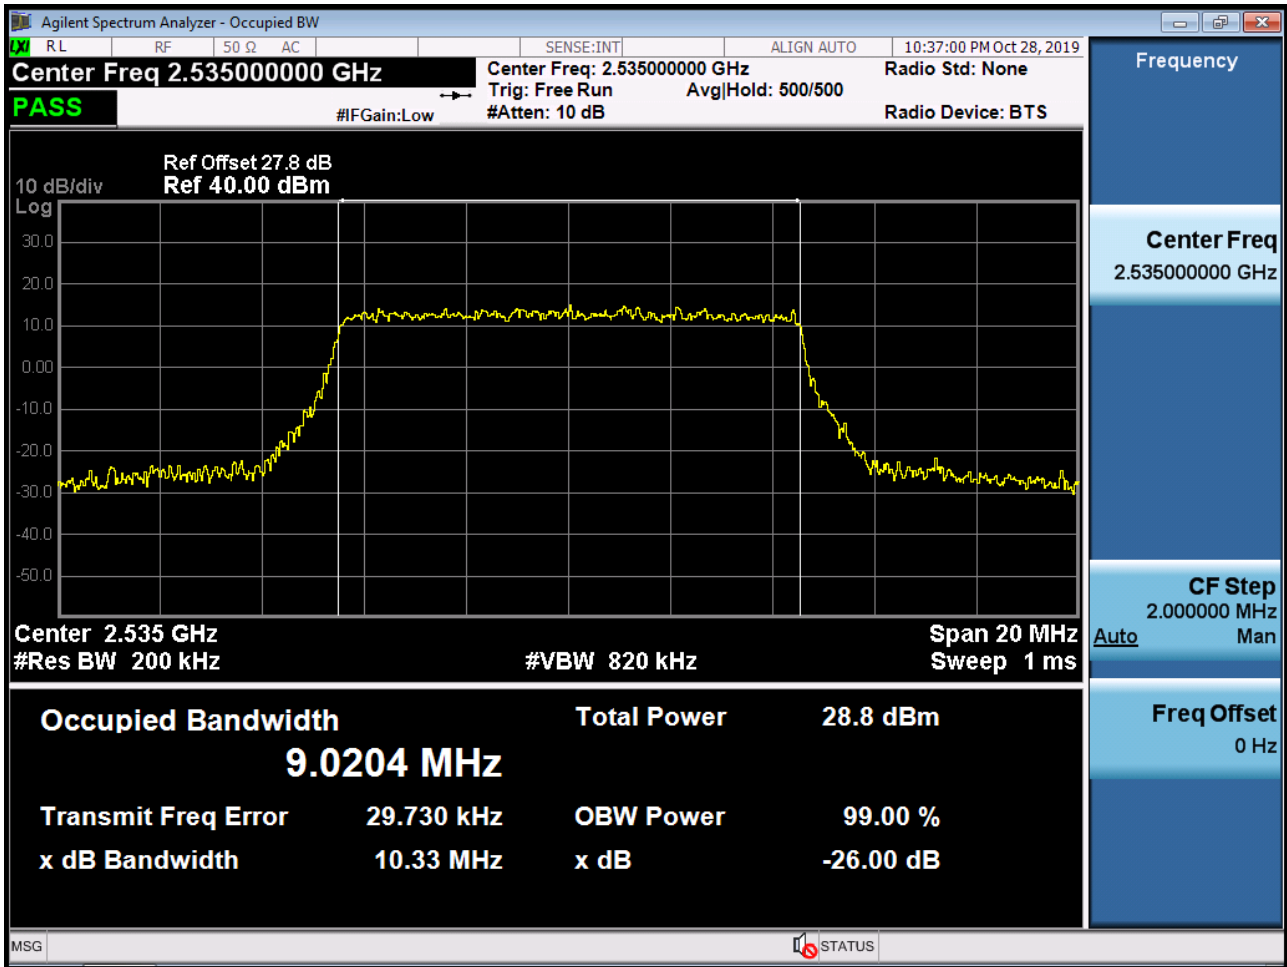 Agilent Spectrum Analyzer - Occupied BW
LXI RL RF 50 Ω AC SENSE:INT ALIGN AUTO 10:37:00 PM Oct 28, 2019
Center Freq 2.535000000 GHz
Center Freq: 2.535000000 GHz
Radio Std: None
Trig: Free Run Avg|Hold: 500/500
PASS
#IFGain:Low
#Atten: 10 dB
Radio Device: BTS
Ref Offset 27.8 dB
10 dB/div Ref 40.00 dBm
Log
30.0
20.0
10.0
0.00
-10.0
-20.0
-30.0
-40.0
-50.0
Center 2.535 GHz Span 20 MHz
#Res BW 200 kHz #VBW 820 kHz Sweep 1 ms
Occupied Bandwidth Total Power 28.8 dBm
9.0204 MHz
Transmit Freq Error 29.730 kHz OBW Power 99.00 %
x dB Bandwidth 10.33 MHz x dB -26.00 dB
Frequency
Center Freq
2.535000000 GHz
CF Step
2.000000 MHz
Auto Man
Freq Offset
0 Hz
MSG STATUS